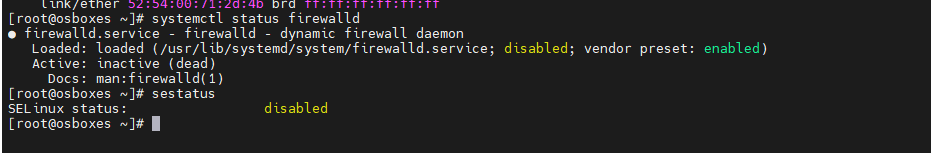 link/ether 52:54:00:71:2d:4b brd ff:ff:ff:ff:ff:ff
[root@osboxes ~]# systemctl status firewalld
● firewalld.service - firewalld - dynamic firewall daemon
Loaded: loaded (/usr/lib/systemd/system/firewalld.service; disabled; vendor preset: enabled)
Active: inactive (dead)
Docs: man:firewalld(1)
[root@osboxes ~]# sestatus
SELinux status: disabled
[root@osboxes ~]#